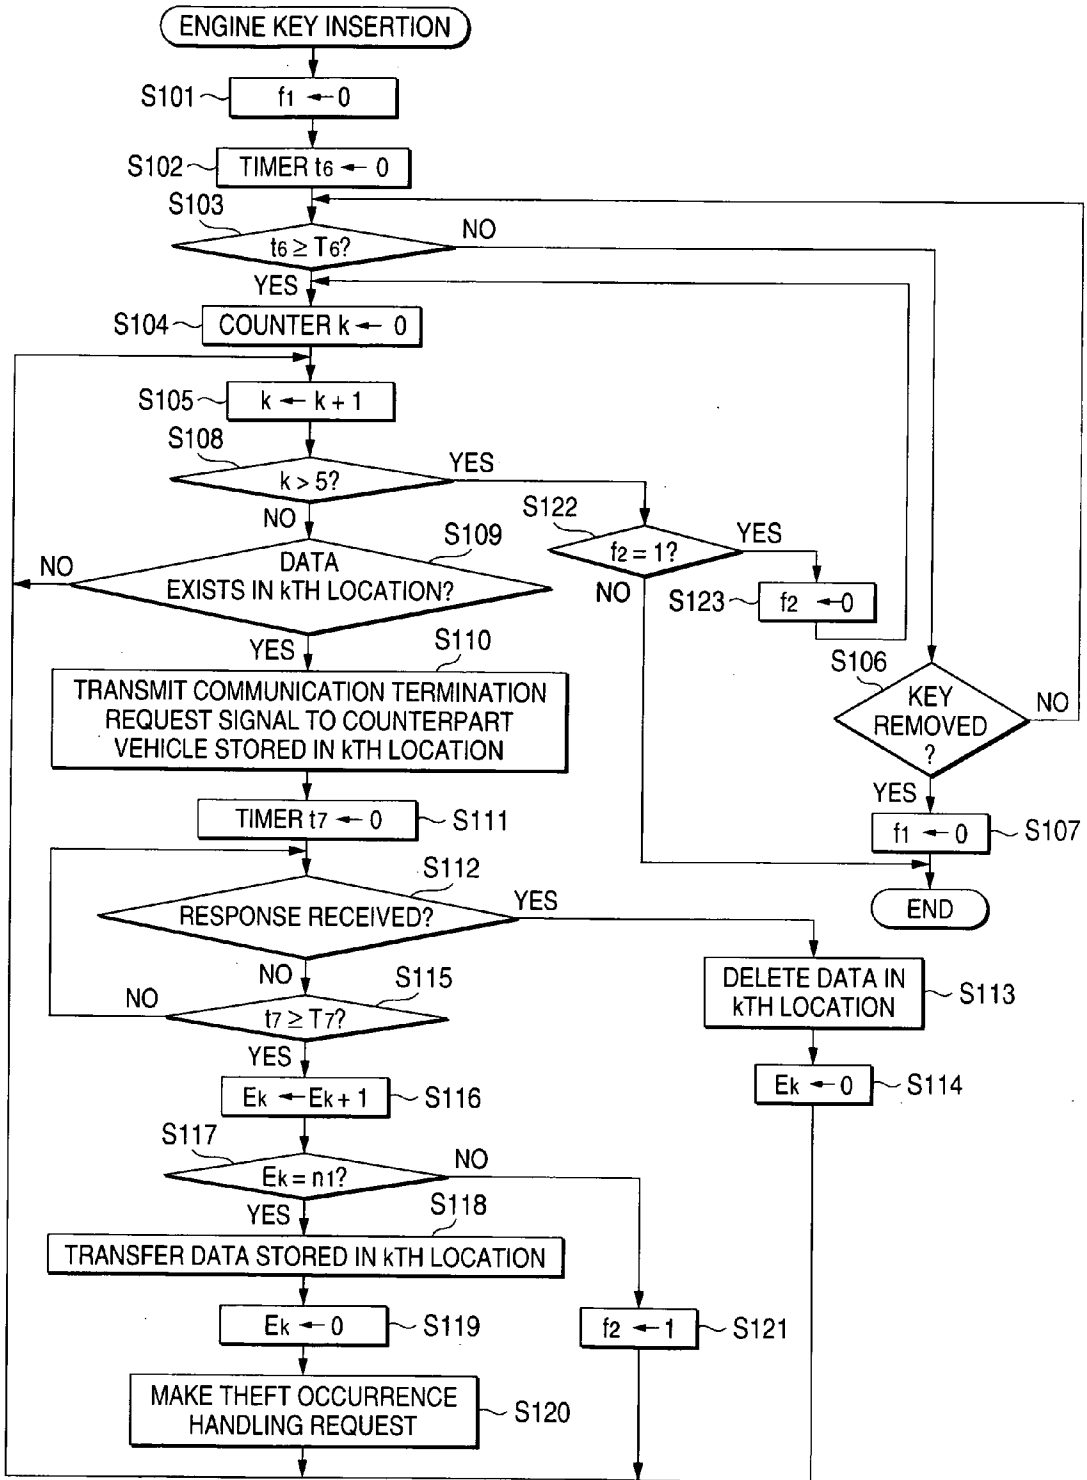 ENGINE KEY INSERTION
S101
f1 ← 0
S102
TIMER t6 ← 0
S103
t6 ≥ T6?
NO
YES
S104
COUNTER k ← 0
S105
k ← k + 1
S108
k > 5?
YES
NO
S122
f2 = 1?
YES
NO
S123
f2 ← 0
S109
DATA
EXISTS IN kTH LOCATION?
NO
YES
S106
KEY
REMOVED
?
NO
YES
f1 ← 0
S107
END
S110
TRANSMIT COMMUNICATION TERMINATION
REQUEST SIGNAL TO COUNTERPART
VEHICLE STORED IN kTH LOCATION
TIMER t7 ← 0
S111
S112
RESPONSE RECEIVED?
YES
NO
DELETE DATA IN
kTH LOCATION
S113
Ek ← 0
S114
S115
t7 ≥ T7?
NO
YES
Ek ← Ek + 1
S116
S117
Ek = n1?
NO
YES
S118
TRANSFER DATA STORED IN kTH LOCATION
Ek ← 0
S119
f2 ← 1
S121
MAKE THEFT OCCURRENCE
HANDLING REQUEST
S120